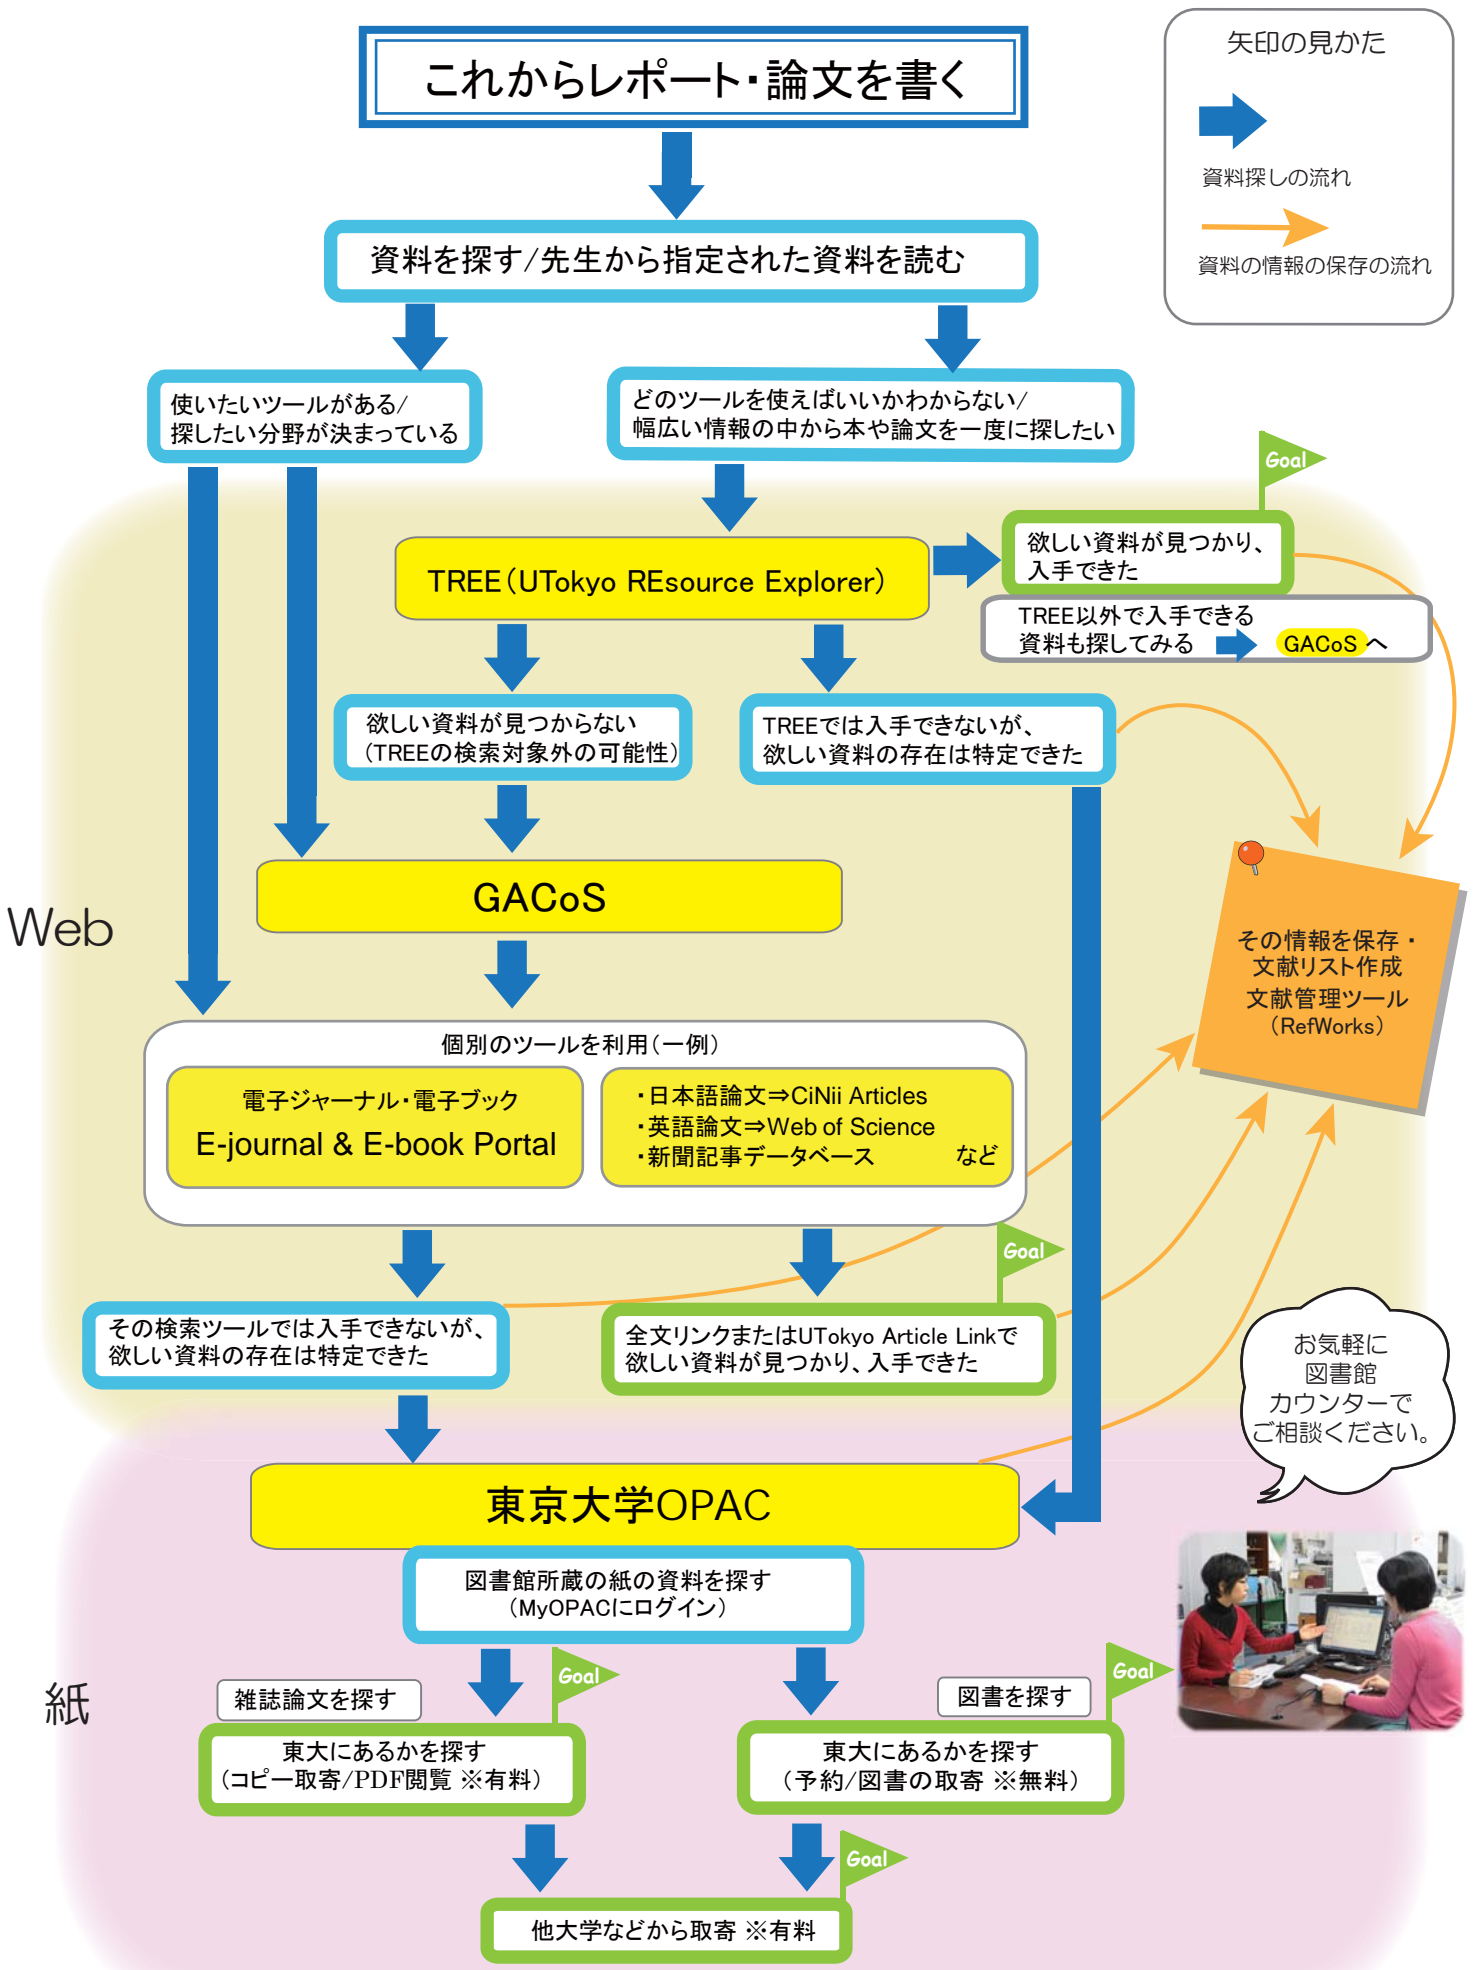 これからレポート・論文を書く
矢印の見かた
資料探しの流れ
資料の情報の保存の流れ
資料を探す/先生から指定された資料を読む
使いたいツールがある/
探したい分野が決まっている
どのツールを使えばいいかわからない/
幅広い情報の中から本や論文を一度に探したい
Goal
TREE（UTokyo REsource Explorer）
欲しい資料が見つかり、
入手できた
TREE以外で入手できる
資料も探してみる GACoS へ
欲しい資料が見つからない
（TREEの検索対象外の可能性）
TREEでは入手できないが、
欲しい資料の存在は特定できた
GACoS
Web
その情報を保存・
文献リスト作成
文献管理ツール
（RefWorks）
個別のツールを利用（一例）
電子ジャーナル・電子ブック
E-journal & E-book Portal
・日本語論文⇒CiNii Articles
・英語論文⇒Web of Science
・新聞記事データベース など
Goal
その検索ツールでは入手できないが、
欲しい資料の存在は特定できた
全文リンクまたはUTokyo Article Linkで
欲しい資料が見つかり、入手できた
お気軽に
図書館
カウンターで
ご相談ください。
東京大学OPAC
図書館所蔵の紙の資料を探す
（MyOPACにログイン）
紙
雑誌論文を探す
Goal
図書を探す
Goal
東大にあるかを探す
（コピー取寄/PDF閲覧 ※有料）
東大にあるかを探す
（予約/図書の取寄 ※無料）
Goal
他大学などから取寄 ※有料